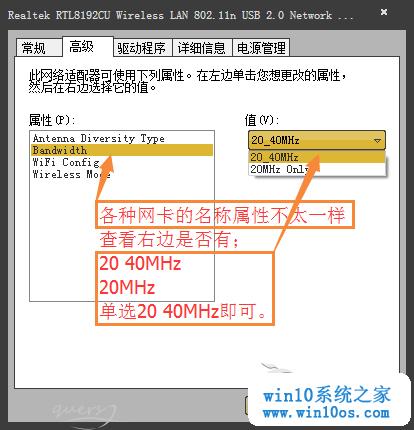 Realtek RTL8192CU Wireless LAN 802.11n USB 2.0 Network ...
常规 高级 驱动程序 详细信息 电源管理
此网络适配器可使用下列属性。在左边单击您想更改的属性，
然后在右边选择它的值。
属性(P):
值(V):
Antenna Diversity Type
Bandwidth
WiFi Config
Wireless Mode
20_40MHz
20_40MHz
20MHz Only
各种网卡的名称属性不太一样
查看右边是否有;
20 40MHz
20MHz
单选20 40MHz即可。
query
win10系统之家
www.win10os.com